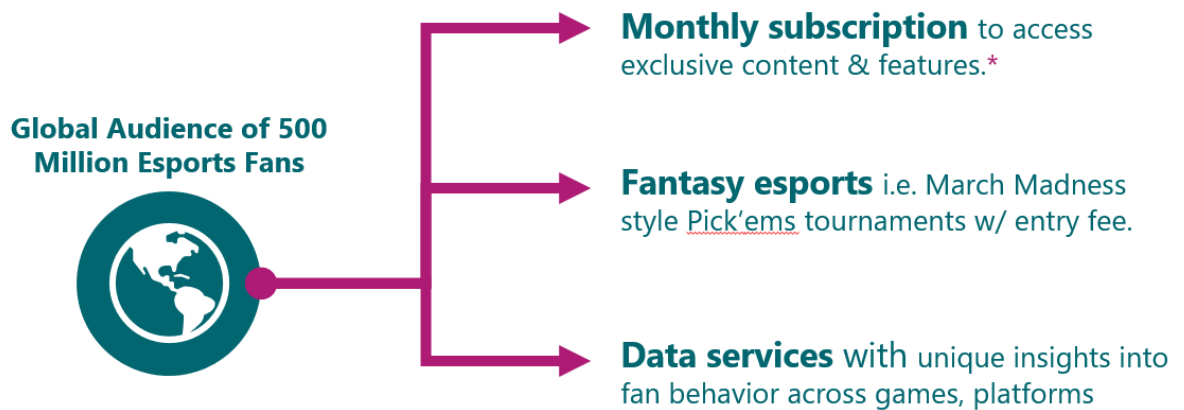 Global Audience of 500
Million Esports Fans
Monthly subscription to access
exclusive content & features.*
Fantasy esports i.e. March Madness
style Pick’ems tournaments w/ entry fee.
Data services with unique insights into
fan behavior across games, platforms